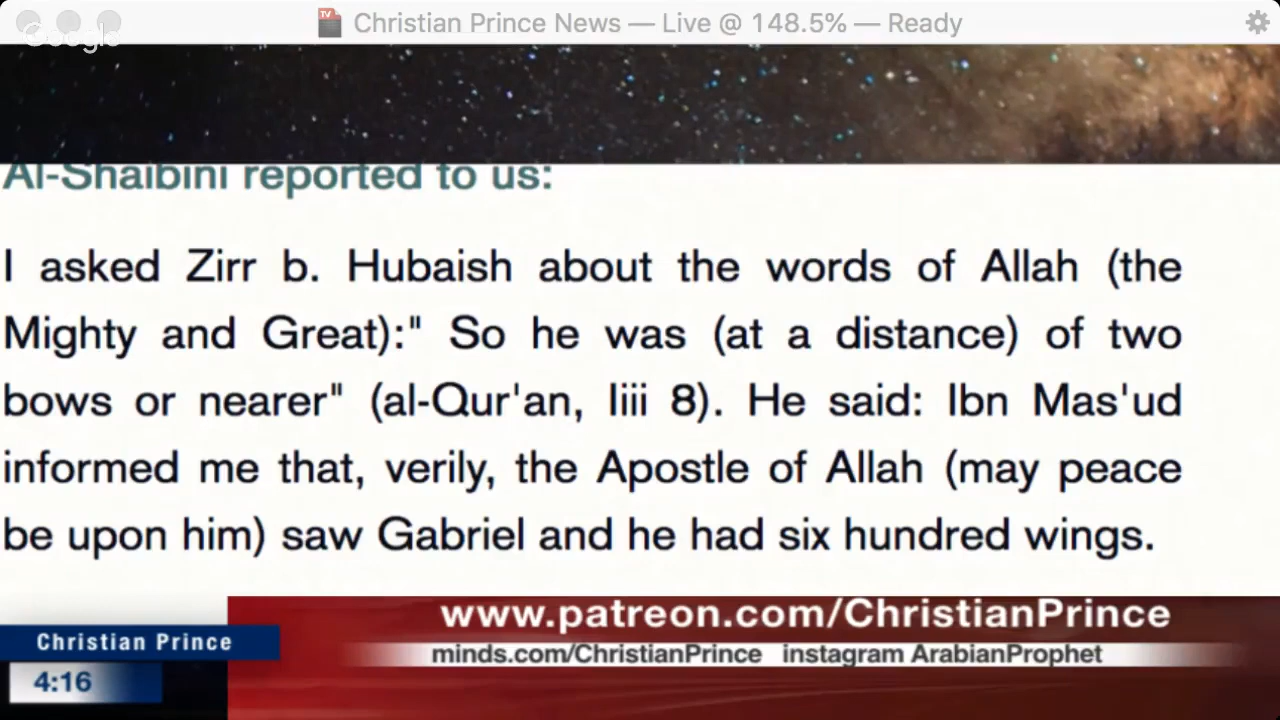 TV Christian Prince News — Live @ 148.5% — Ready
Google
Al-Shaibini reported to us:
I asked Zirr b. Hubaish about the words of Allah (the
Mighty and Great):" So he was (at a distance) of two
bows or nearer" (al-Qur'an, liii 8). He said: Ibn Mas'ud
informed me that, verily, the Apostle of Allah (may peace
be upon him) saw Gabriel and he had six hundred wings.
www.patreon.com/ChristianPrince
Christian Prince
minds.com/ChristianPrince instagram ArabianProphet
4:16